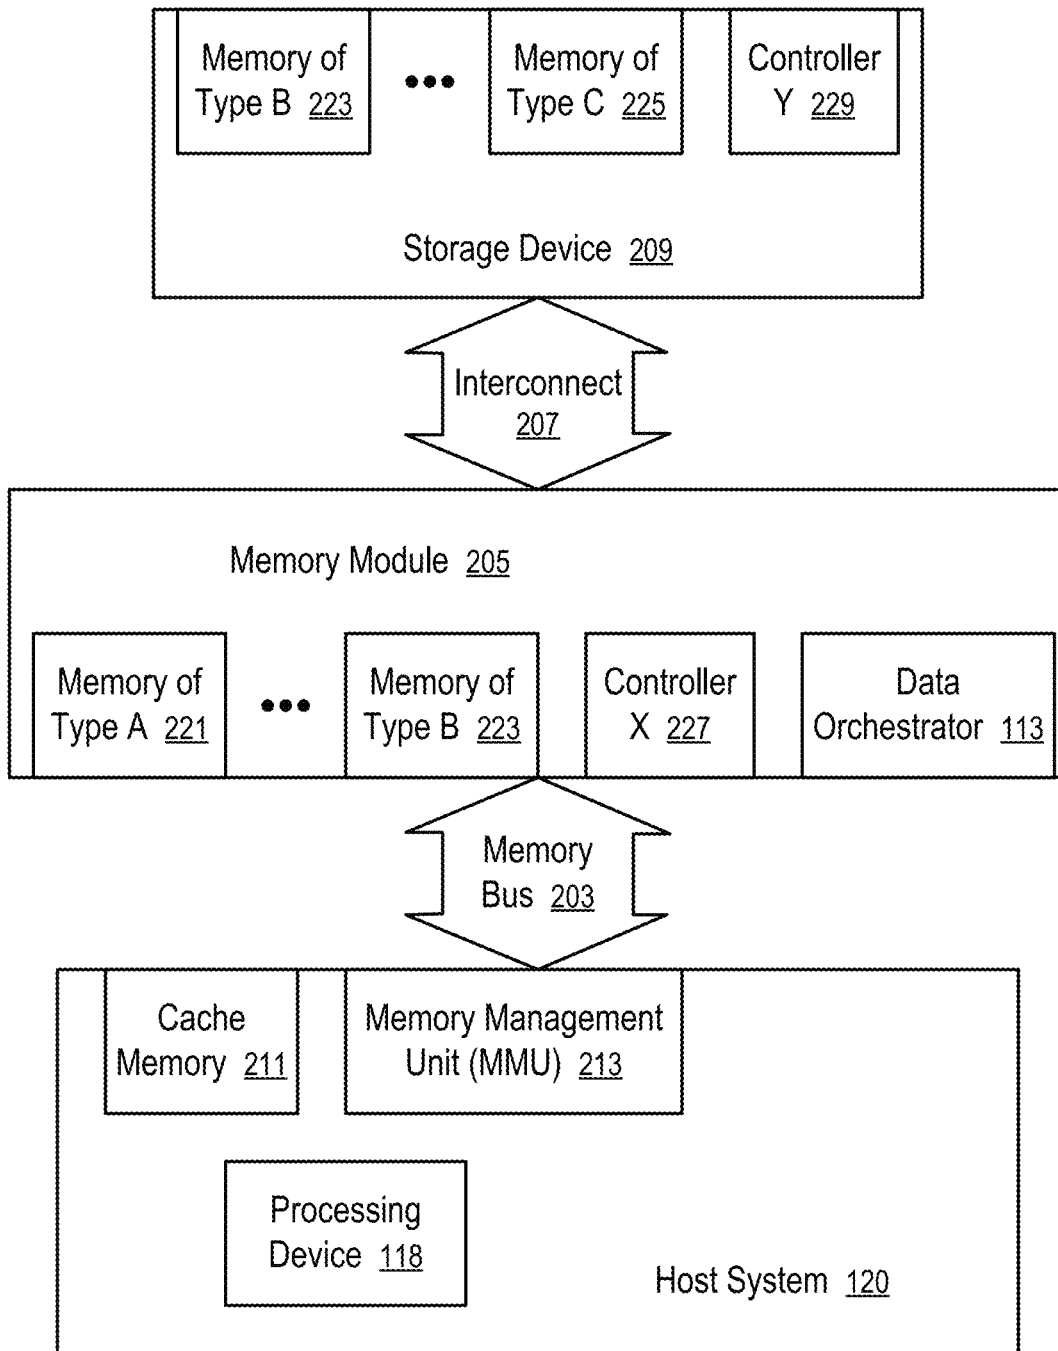 Memory of
Type B 223
•••
Memory of
Type C 225
Controller
Y 229
Storage Device 209
Interconnect
207
Memory Module 205
Memory of
Type A 221
•••
Memory of
Type B 223
Controller
X 227
Data
Orchestrator 113
Memory
Bus 203
Cache
Memory 211
Memory Management
Unit (MMU) 213
Processing
Device 118
Host System 120